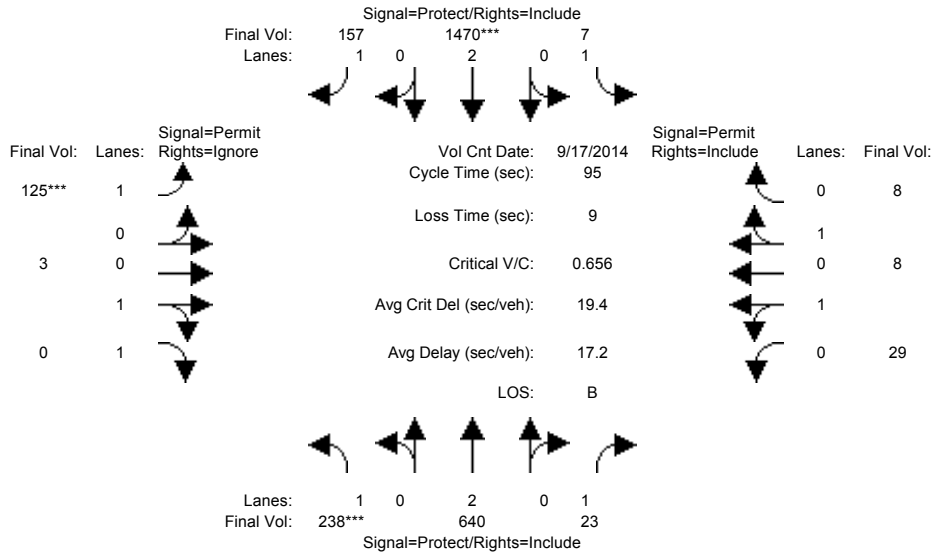 Signal=Protect/Rights=Include
Final Vol: 157 1470*** 7
Lanes: 1 0 2 0 1
Signal=Permit Signal=Permit
Final Vol: Lanes: Rights=Ignore Vol Cnt Date: 9/17/2014 Rights=Include Lanes: Final Vol:
Cycle Time (sec): 95
125*** 1 0 8
Loss Time (sec): 9
0 1
3 0 Critical V/C: 0.656 0 8
1 Avg Crit Del (sec/veh): 19.4 1
0 1 Avg Delay (sec/veh): 17.2 0 29
LOS: B
Lanes: 1 0 2 0 1
Final Vol: 238*** 640 23
Signal=Protect/Rights=Include